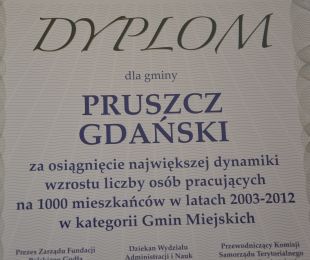 DYPLOM
dla gminy
PRUSZCZ
GDAŃSKI
za osiągnięcie największej dynamiki
wzrostu liczby osób pracujących
na 1000 mieszkańców w latach 2003-2012
w kategorii Gmin Miejskich
Prezes Zarządu Fundacji
Dziekan Wydziału
Administracji i Nauk
Przewodniczący Komisji
Samorządu Terytorialnego